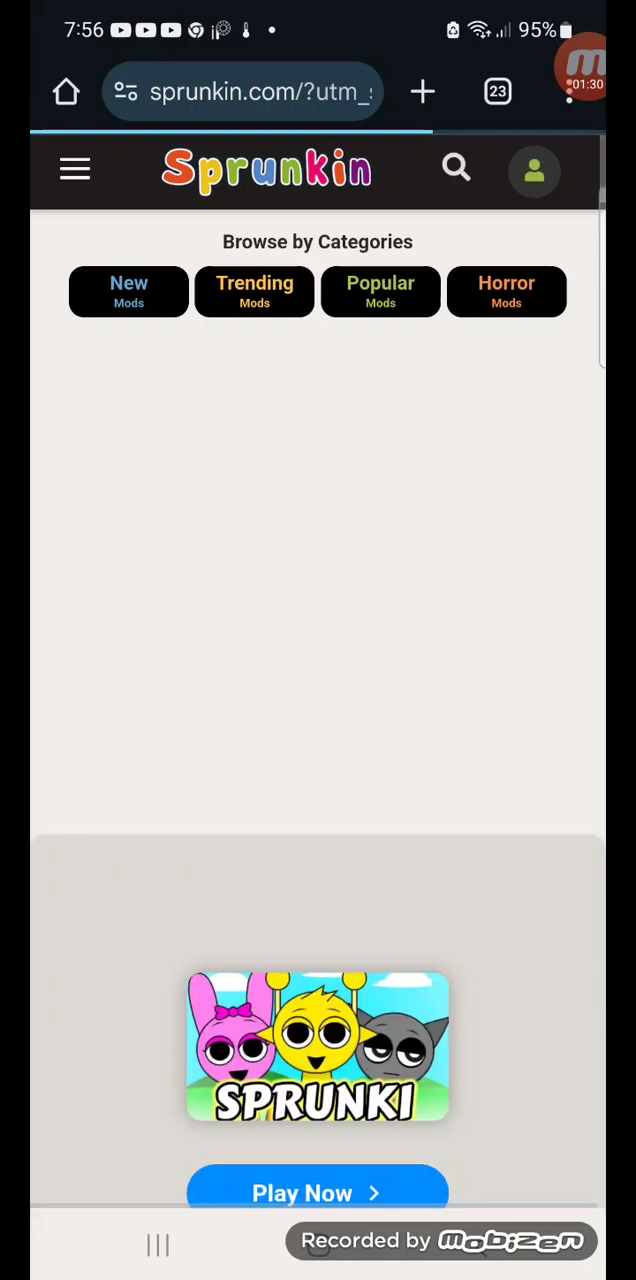 7:56
95%
01:30
sprunkin.com/?utm_
23
Sprunkin
Browse by Categories
New
Mods
Trending
Mods
Popular
Mods
Horror
Mods
SPRUNKI
Play Now
Recorded by mobizen